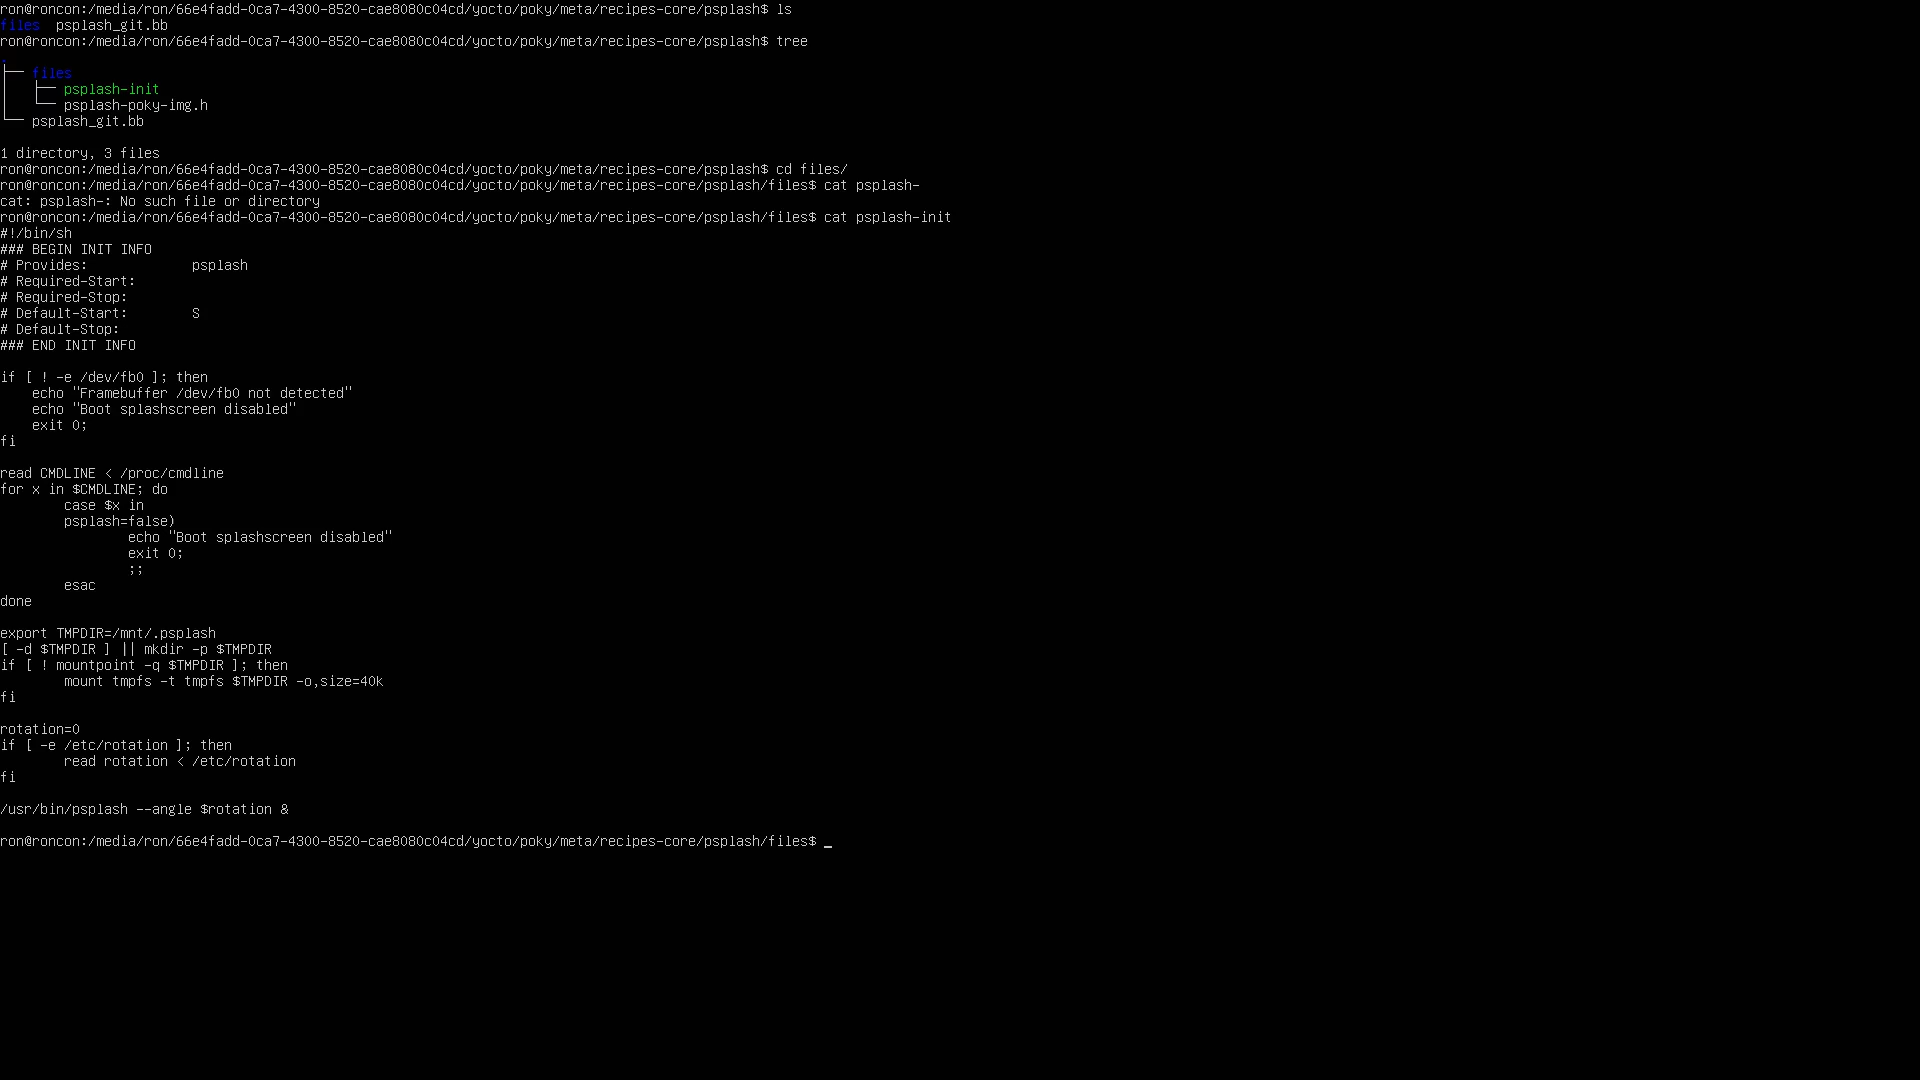 ron@roncon:/media/ron/66e4fadd-0ca7-4300-8520-cae8080c04cd/yocto/poky/meta/recipes-core/psplash$ ls
files  psplash_git.bb
ron@roncon:/media/ron/66e4fadd-0ca7-4300-8520-cae8080c04cd/yocto/poky/meta/recipes-core/psplash$ tree
.
├── files
│   ├── psplash-init
│   └── psplash-poky-img.h
└── psplash_git.bb

1 directory, 3 files
ron@roncon:/media/ron/66e4fadd-0ca7-4300-8520-cae8080c04cd/yocto/poky/meta/recipes-core/psplash$ cd files/
ron@roncon:/media/ron/66e4fadd-0ca7-4300-8520-cae8080c04cd/yocto/poky/meta/recipes-core/psplash/files$ cat psplash-
cat: psplash-: No such file or directory
ron@roncon:/media/ron/66e4fadd-0ca7-4300-8520-cae8080c04cd/yocto/poky/meta/recipes-core/psplash/files$ cat psplash-init
#!/bin/sh
### BEGIN INIT INFO
# Provides:             psplash
# Required-Start:
# Required-Stop:
# Default-Start:        S
# Default-Stop:
### END INIT INFO

if [ ! -e /dev/fb0 ]; then
    echo "Framebuffer /dev/fb0 not detected"
    echo "Boot splashscreen disabled"
    exit 0;
fi

read CMDLINE < /proc/cmdline
for x in $CMDLINE; do
        case $x in
        psplash=false)
                echo "Boot splashscreen disabled"
                exit 0;
                ;;
        esac
done

export TMPDIR=/mnt/.psplash
[ -d $TMPDIR ] || mkdir -p $TMPDIR
if [ ! mountpoint -q $TMPDIR ]; then
        mount tmpfs -t tmpfs $TMPDIR -o,size=40k
fi

rotation=0
if [ -e /etc/rotation ]; then
        read rotation < /etc/rotation
fi

/usr/bin/psplash --angle $rotation &

ron@roncon:/media/ron/66e4fadd-0ca7-4300-8520-cae8080c04cd/yocto/poky/meta/recipes-core/psplash/files$ _